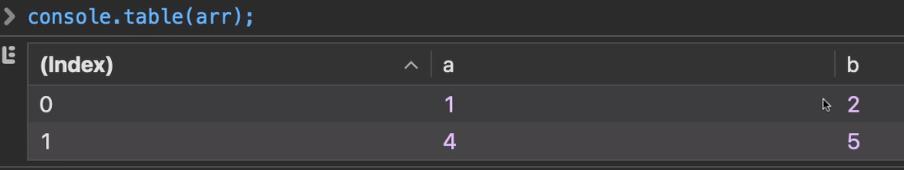 console.table(arr);
(Index) a b
0 1 2
1 4 5